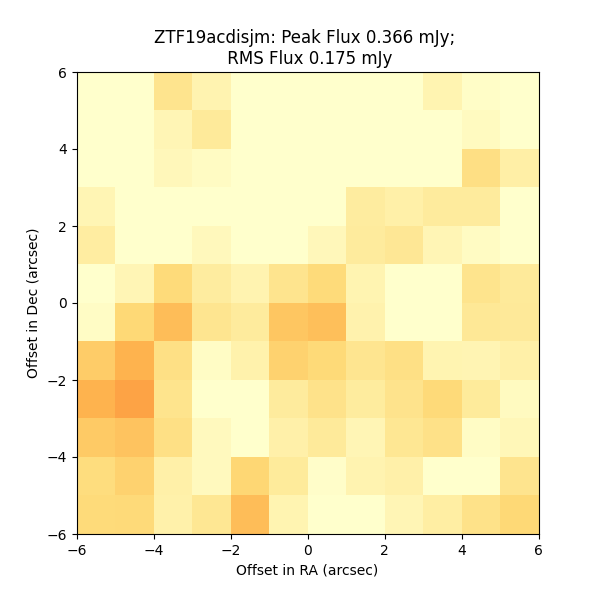 ZTF19acdisjm: Peak Flux 0.366 mJy;
RMS Flux 0.175 mJy
6
4
2
0
−2
−4
−6
Offset in Dec (arcsec)
−6 −4 −2 0 2 4 6
Offset in RA (arcsec)